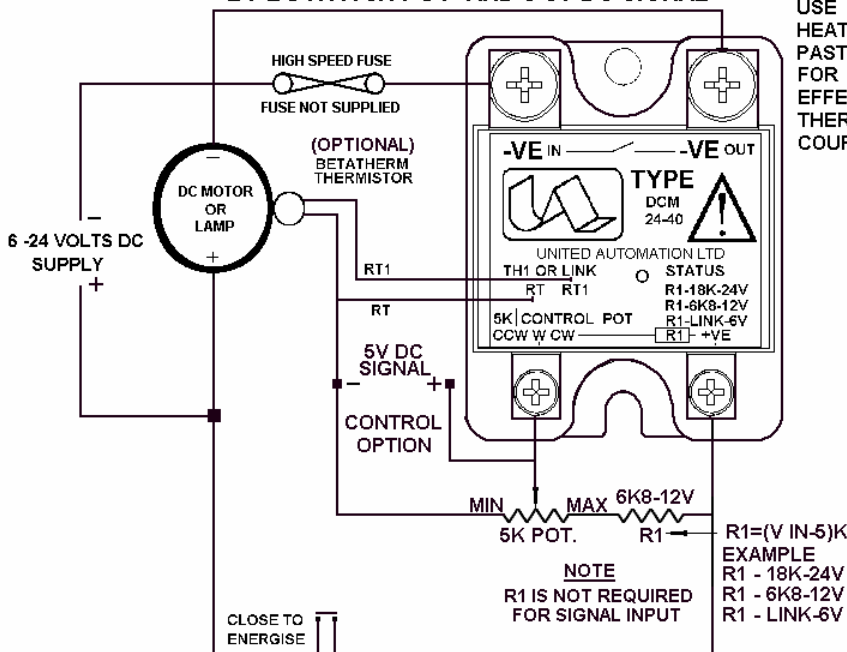 USE
HEAT
PAST
FOR
EFFE
THER
COUP
HIGH SPEED FUSE
FUSE NOT SUPPLIED
(OPTIONAL)
BETATHERM
THERMISTOR
DC MOTOR
OR
LAMP
−
+
6 -24 VOLTS DC
SUPPLY
−
+
-VE IN
-VE OUT
TYPE
DCM
24-40
UNITED AUTOMATION LTD
TH1 OR LINK
RT RT1
STATUS
R1-18K-24V
R1-6K8-12V
R1-LINK-6V
5K CONTROL POT
CCW W CW
R1 +VE
RT1
RT
5V DC
SIGNAL
− +
CONTROL
OPTION
MIN MAX 6K8-12V
5K POT. R1
R1=(V IN-5)K
EXAMPLE
R1 - 18K-24V
R1 - 6K8-12V
R1 - LINK-6V
NOTE
R1 IS NOT REQUIRED
FOR SIGNAL INPUT
CLOSE TO
ENERGISE